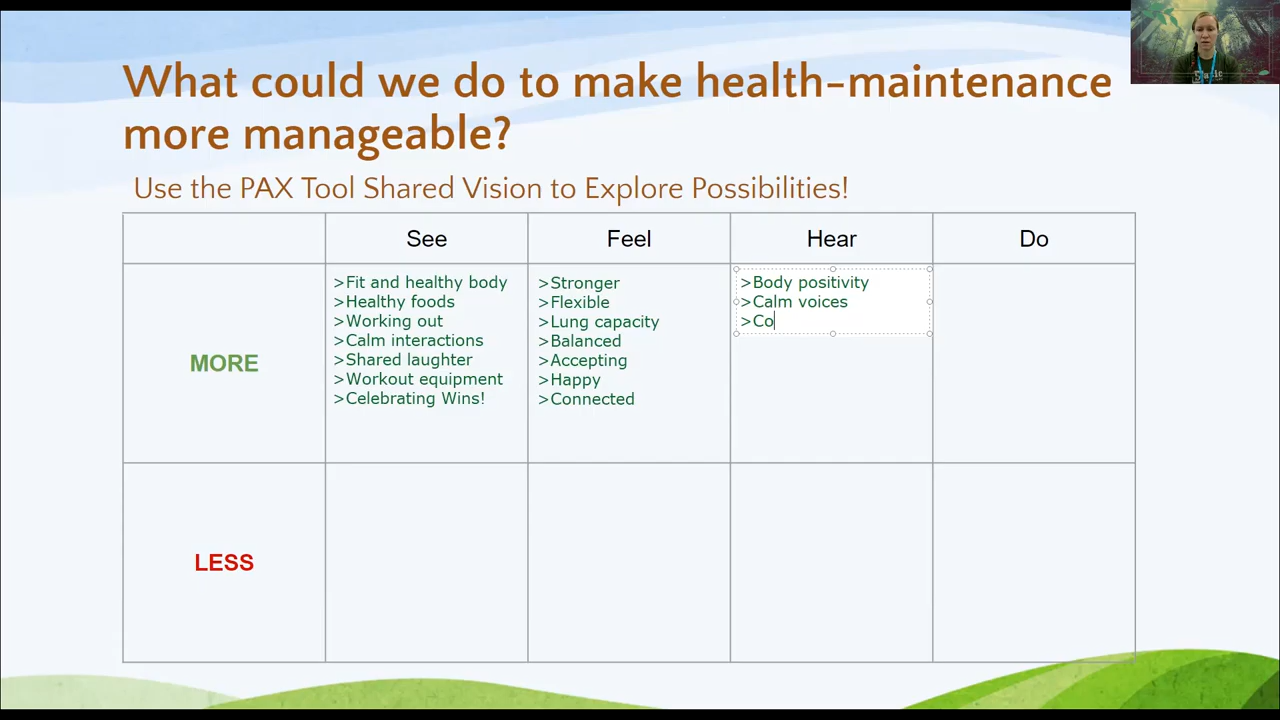 What could we do to make health-maintenance
more manageable?
Use the PAX Tool Shared Vision to Explore Possibilities!
See
Feel
Hear
Do
MORE
>Fit and healthy body
>Healthy foods
>Working out
>Calm interactions
>Shared laughter
>Workout equipment
>Celebrating Wins!
>Stronger
>Flexible
>Lung capacity
>Balanced
>Accepting
>Happy
>Connected
>Body positivity
>Calm voices
>Co
LESS